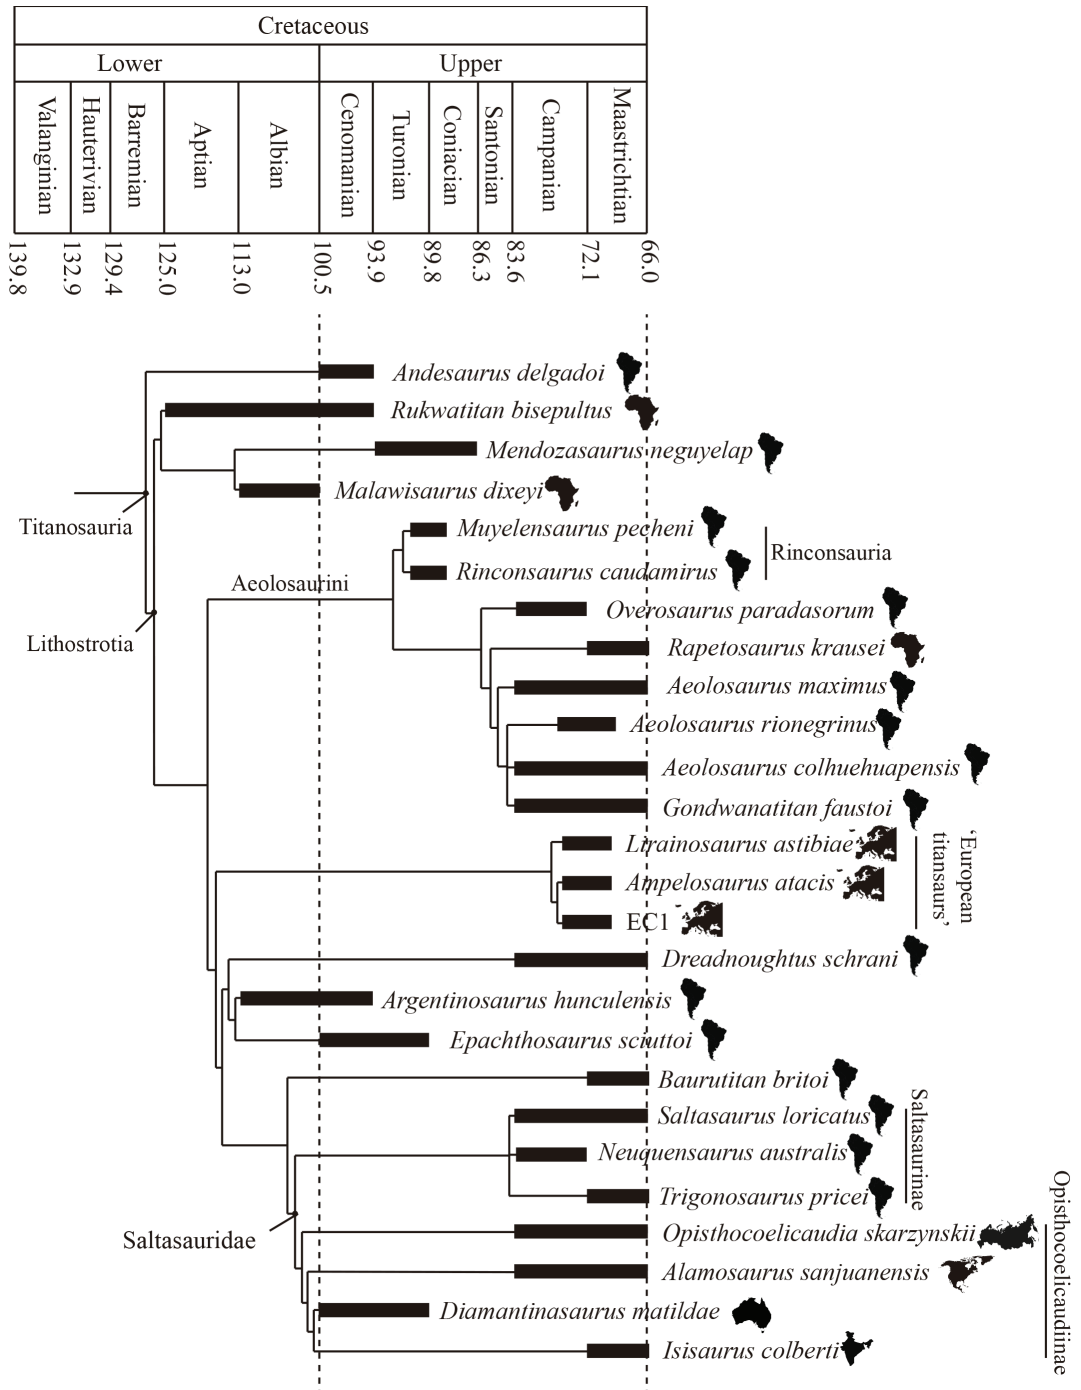 Cretaceous
Lower Upper
Valanginian Hauterivian Barremian Aptian Albian Cenomanian Turonian Coniacian Santonian Campanian Maastrichtian
139.8 132.9 129.4 125.0 113.0 100.5 93.9 89.8 86.3 83.6 72.1 66.0
Andesaurus delgadoi
Rukwatitan bisepultus
Mendozasaurus neguyelap
Malawisaurus dixeyi
Titanosauria
Muyelensaurus pecheni
Rinconsauria
Rinconsaurus caudamirus
Aeolosaurini
Overosaurus paradasorum
Lithostrotia
Rapetosaurus krausei
Aeolosaurus maximus
Aeolosaurus rionegrinus
Aeolosaurus colhuehuapensis
Gondwanatitan faustoi
Lirainosaurus astibiae
Ampelosaurus atacis
'European
titansaurs'
EC1
Dreadnoughtus schrani
Argentinosaurus hunculensis
Epachthosaurus sciuttoi
Baurutitan britoi
Saltasaurus loricatus
Saltasaurinae
Neuquensaurus australis
Trigonosaurus pricei
Saltasauridae
Opisthocoelicaudia skarzynskii
Alamosaurus sanjuanensis
Opisthocoelicaudiinae
Diamantinasaurus matildae
Isisaurus colberti